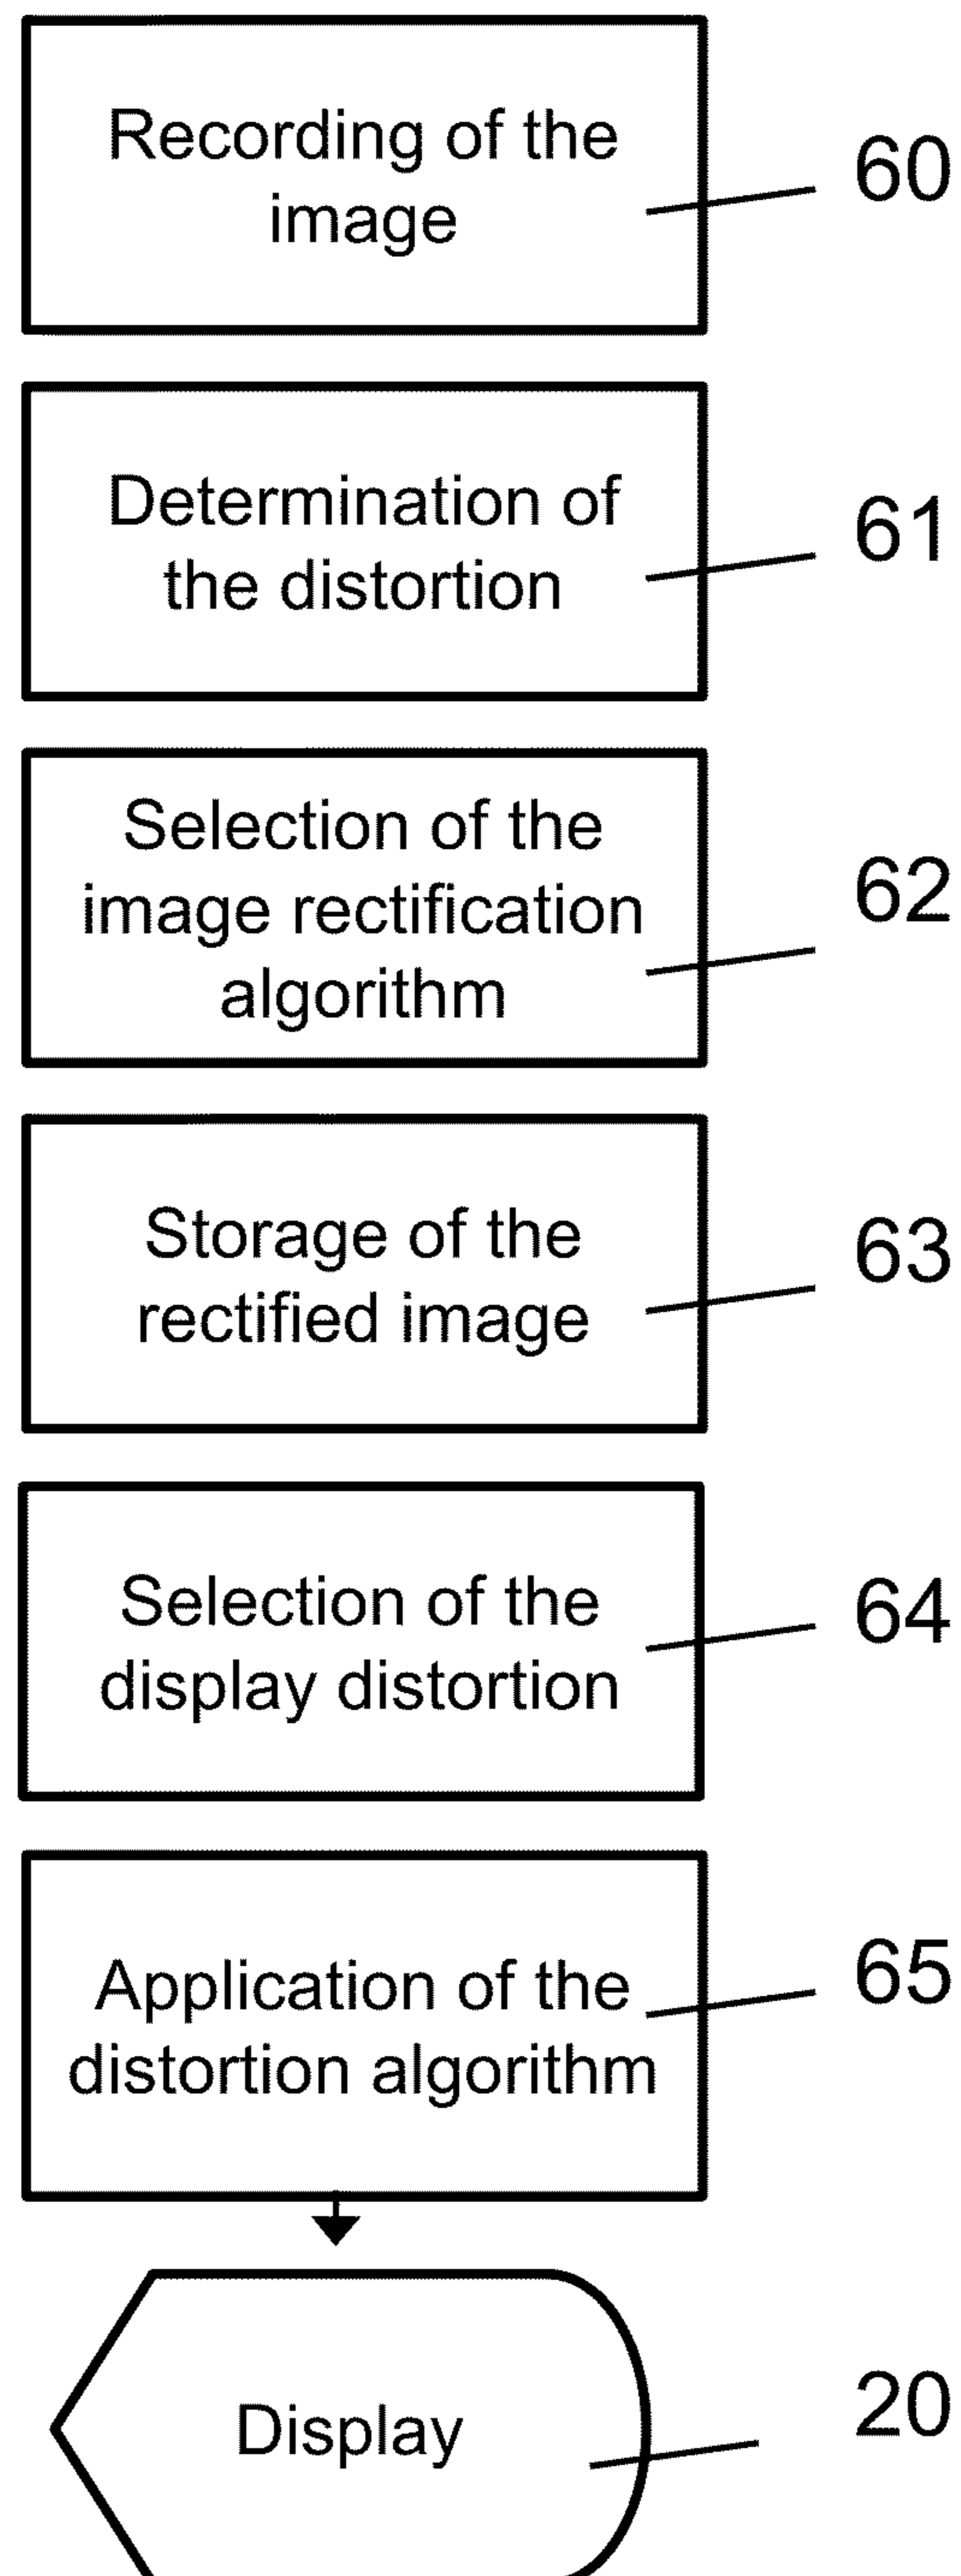 Recording of the
image
60
Determination of
the distortion
61
Selection of the
image rectification
algorithm
62
Storage of the
rectified image
63
Selection of the
display distortion
64
Application of the
distortion algorithm
65
Display
20